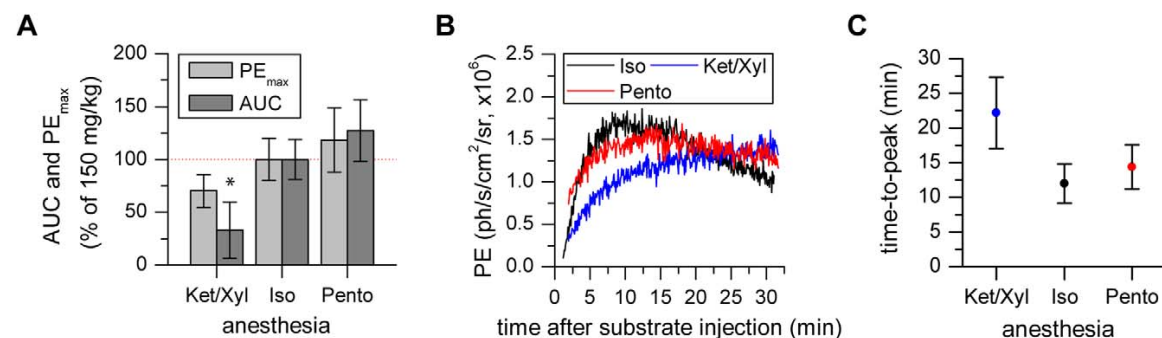 A
AUC and PEmax
(% of 150 mg/kg)
200
150
100
50
0
PEmax
AUC
*
Ket/Xyl Iso Pento
anesthesia
B
PE (ph/s/cm²/sr, x10⁶)
2.5
2.0
1.5
1.0
0.5
0.0
Iso Ket/Xyl
Pento
0 5 10 15 20 25 30
time after substrate injection (min)
C
time-to-peak (min)
30
25
20
15
10
5
0
Ket/Xyl Iso Pento
anesthesia